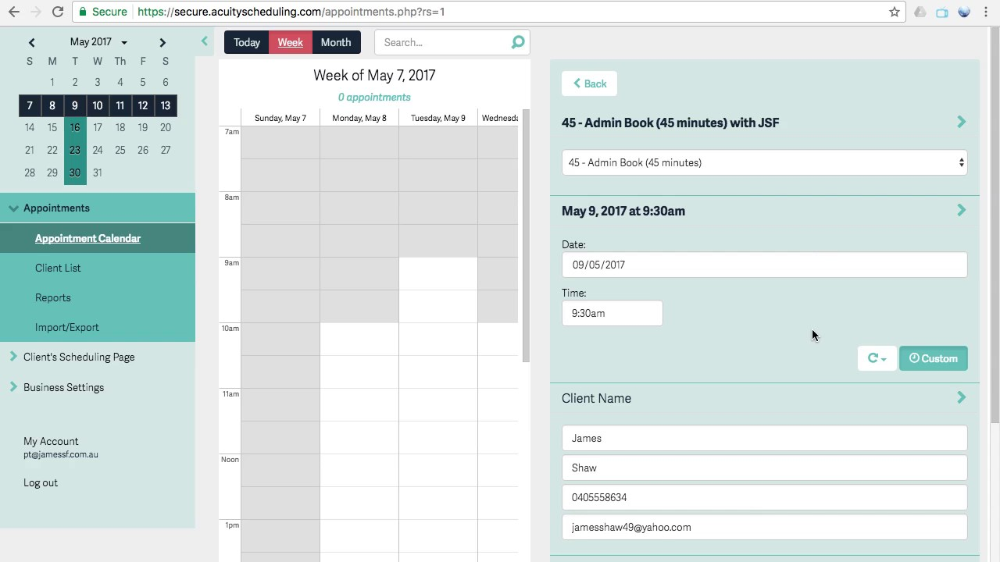 Secure https://secure.acuityscheduling.com/appointments.php?rs=1
May 2017
S M T W Th F S
1 2 3 4 5 6
7 8 9 10 11 12 13
14 15 16 17 18 19 20
21 22 23 24 25 26 27
28 29 30 31
Appointments
Appointment Calendar
Client List
Reports
Import/Export
Client's Scheduling Page
Business Settings
My Account
pt@jamessf.com.au
Log out
Today Week Month Search...
Week of May 7, 2017
0 appointments
Sunday, May 7 Monday, May 8 Tuesday, May 9 Wednesda
7am
8am
9am
10am
11am
Noon
1pm
Back
45 - Admin Book (45 minutes) with JSF
45 - Admin Book (45 minutes)
May 9, 2017 at 9:30am
Date:
09/05/2017
Time:
9:30am
Custom
Client Name
James
Shaw
0405558634
jamesshaw49@yahoo.com